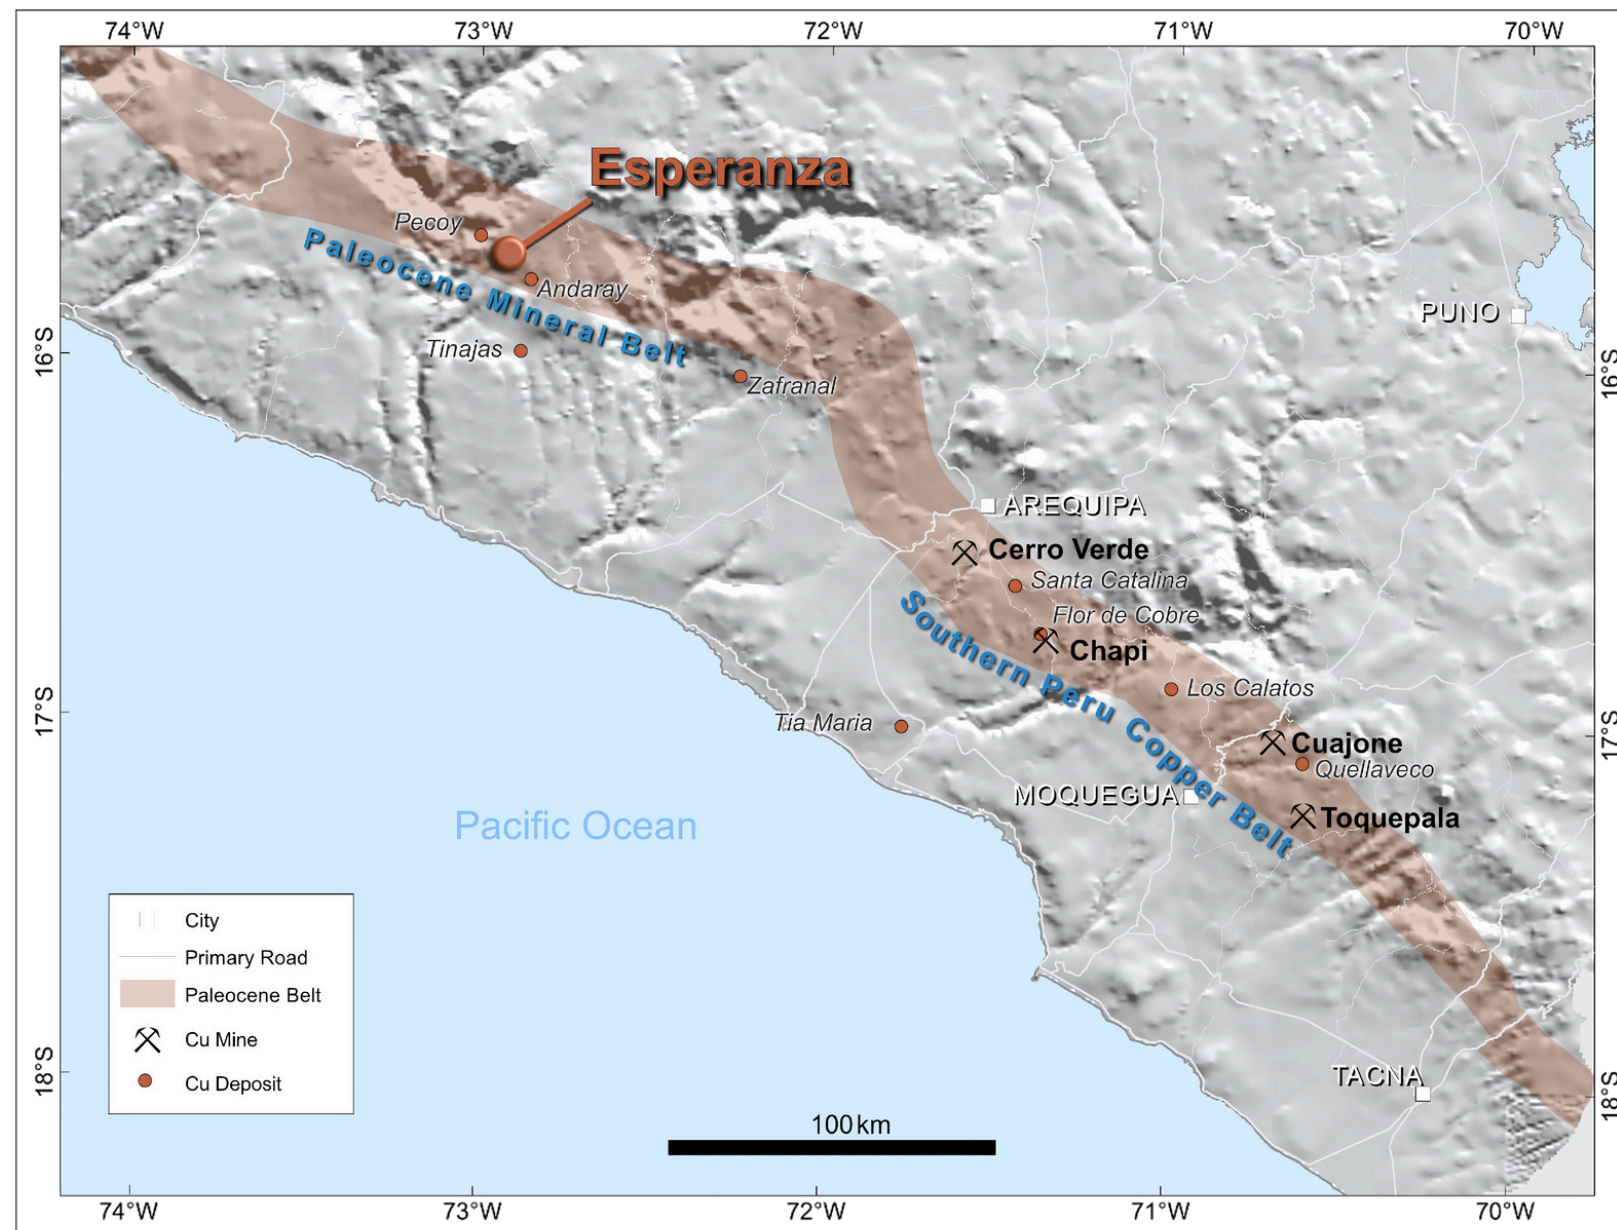 74°W
73°W
72°W
71°W
70°W
Esperanza
Pecoy
Paleocene Mineral Belt
Andaray
PUNO
16°S
16°S
Tinajas
Zafranal
AREQUIPA
Cerro Verde
Santa Catalina
Flor de Cobre
Southern Peru Copper Belt
Chapi
Los Calatos
17°S
17°S
Tia Maria
Cuajone
Quellaveco
MOQUEGUA
Toquepala
Pacific Ocean
City
Primary Road
Paleocene Belt
Cu Mine
Cu Deposit
18°S
18°S
TACNA
100 km
74°W
73°W
72°W
71°W
70°W